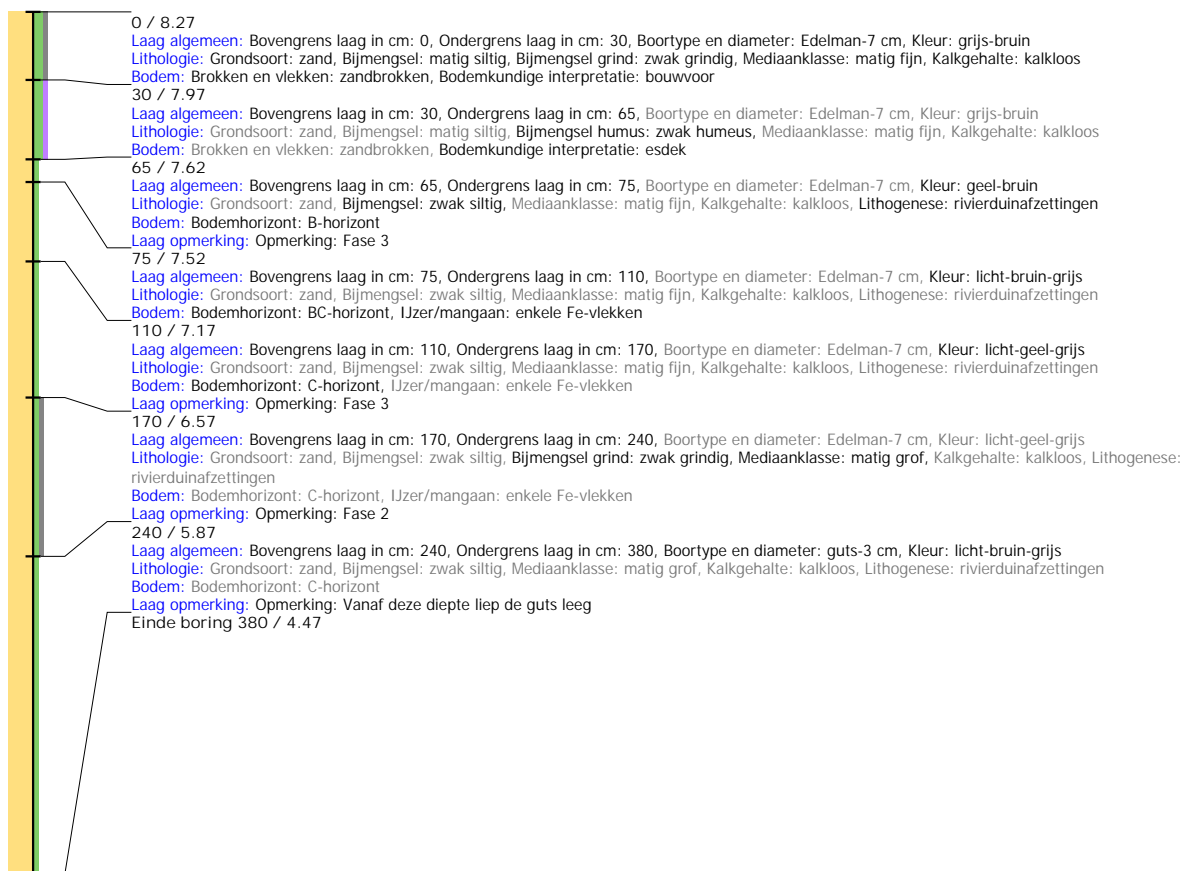 0 / 8.27
Laag algemeen: Bovengrens laag in cm: 0, Ondergrens laag in cm: 30, Boortype en diameter: Edelman-7 cm, Kleur: grijs-bruin
Lithologie: Grondsoort: zand, Bijmengsel: matig siltig, Bijmengsel grind: zwak grindig, Mediaanklasse: matig fijn, Kalkgehalte: kalkloos
Bodem: Brokken en vlekken: zandbrokken, Bodemkundige interpretatie: bouwvoor
30 / 7.97
Laag algemeen: Bovengrens laag in cm: 30, Ondergrens laag in cm: 65, Boortype en diameter: Edelman-7 cm, Kleur: grijs-bruin
Lithologie: Grondsoort: zand, Bijmengsel: matig siltig, Bijmengsel humus: zwak humeus, Mediaanklasse: matig fijn, Kalkgehalte: kalkloos
Bodem: Brokken en vlekken: zandbrokken, Bodemkundige interpretatie: esdek
65 / 7.62
Laag algemeen: Bovengrens laag in cm: 65, Ondergrens laag in cm: 75, Boortype en diameter: Edelman-7 cm, Kleur: geel-bruin
Lithologie: Grondsoort: zand, Bijmengsel: zwak siltig, Mediaanklasse: matig fijn, Kalkgehalte: kalkloos, Lithogenese: rivierduinafzettingen
Bodem: Bodemhorizont: B-horizont
Laag opmerking: Opmerking: Fase 3
75 / 7.52
Laag algemeen: Bovengrens laag in cm: 75, Ondergrens laag in cm: 110, Boortype en diameter: Edelman-7 cm, Kleur: licht-bruin-grijs
Lithologie: Grondsoort: zand, Bijmengsel: zwak siltig, Mediaanklasse: matig fijn, Kalkgehalte: kalkloos, Lithogenese: rivierduinafzettingen
Bodem: Bodemhorizont: BC-horizont, IJzer/mangaan: enkele Fe-vlekken
110 / 7.17
Laag algemeen: Bovengrens laag in cm: 110, Ondergrens laag in cm: 170, Boortype en diameter: Edelman-7 cm, Kleur: licht-geel-grijs
Lithologie: Grondsoort: zand, Bijmengsel: zwak siltig, Mediaanklasse: matig fijn, Kalkgehalte: kalkloos, Lithogenese: rivierduinafzettingen
Bodem: Bodemhorizont: C-horizont, IJzer/mangaan: enkele Fe-vlekken
Laag opmerking: Opmerking: Fase 3
170 / 6.57
Laag algemeen: Bovengrens laag in cm: 170, Ondergrens laag in cm: 240, Boortype en diameter: Edelman-7 cm, Kleur: licht-geel-grijs
Lithologie: Grondsoort: zand, Bijmengsel: zwak siltig, Bijmengsel grind: zwak grindig, Mediaanklasse: matig grof, Kalkgehalte: kalkloos, Lithogenese:
rivierduinafzettingen
Bodem: Bodemhorizont: C-horizont, IJzer/mangaan: enkele Fe-vlekken
Laag opmerking: Opmerking: Fase 2
240 / 5.87
Laag algemeen: Bovengrens laag in cm: 240, Ondergrens laag in cm: 380, Boortype en diameter: guts-3 cm, Kleur: licht-bruin-grijs
Lithologie: Grondsoort: zand, Bijmengsel: zwak siltig, Mediaanklasse: matig grof, Kalkgehalte: kalkloos, Lithogenese: rivierduinafzettingen
Bodem: Bodemhorizont: C-horizont
Laag opmerking: Opmerking: Vanaf deze diepte liep de guts leeg
Einde boring 380 / 4.47